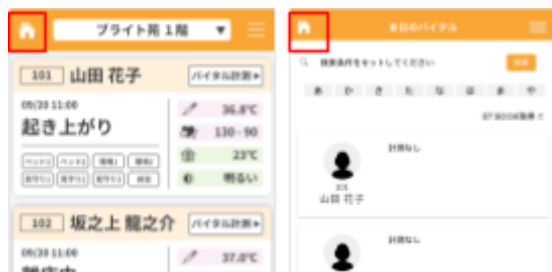 ブライト苑 1階 ▼
101 山田 花子
バイタル計測
05/20 11:00
起き上がり
36.8℃
130 - 90
23℃
明るい
102 坂之上 龍之介
バイタル計測
05/20 11:00
37.0℃
本日のバイタル
検索条件をセットしてください
検索
あ か さ た な は ま や
計測なし
101
山田 花子
計測なし